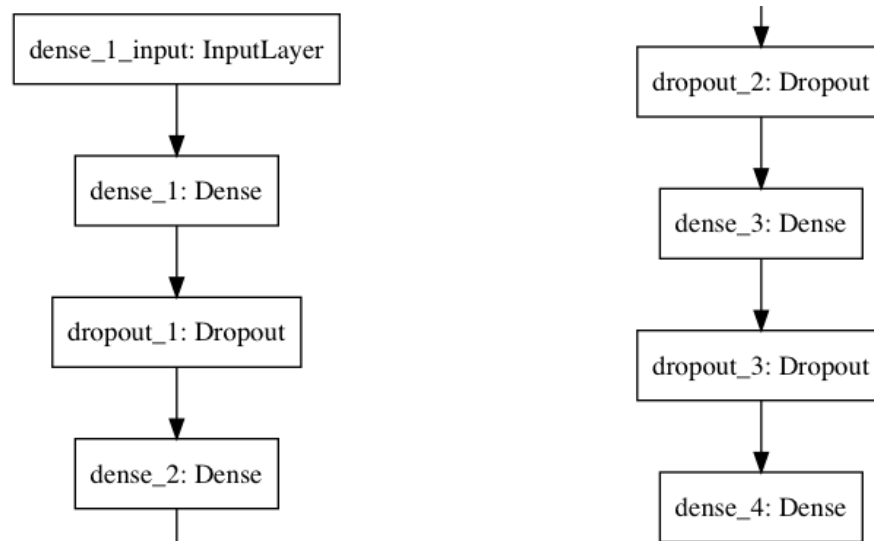 dense_1_input: InputLayer
dense_1: Dense
dropout_1: Dropout
dense_2: Dense
dropout_2: Dropout
dense_3: Dense
dropout_3: Dropout
dense_4: Dense